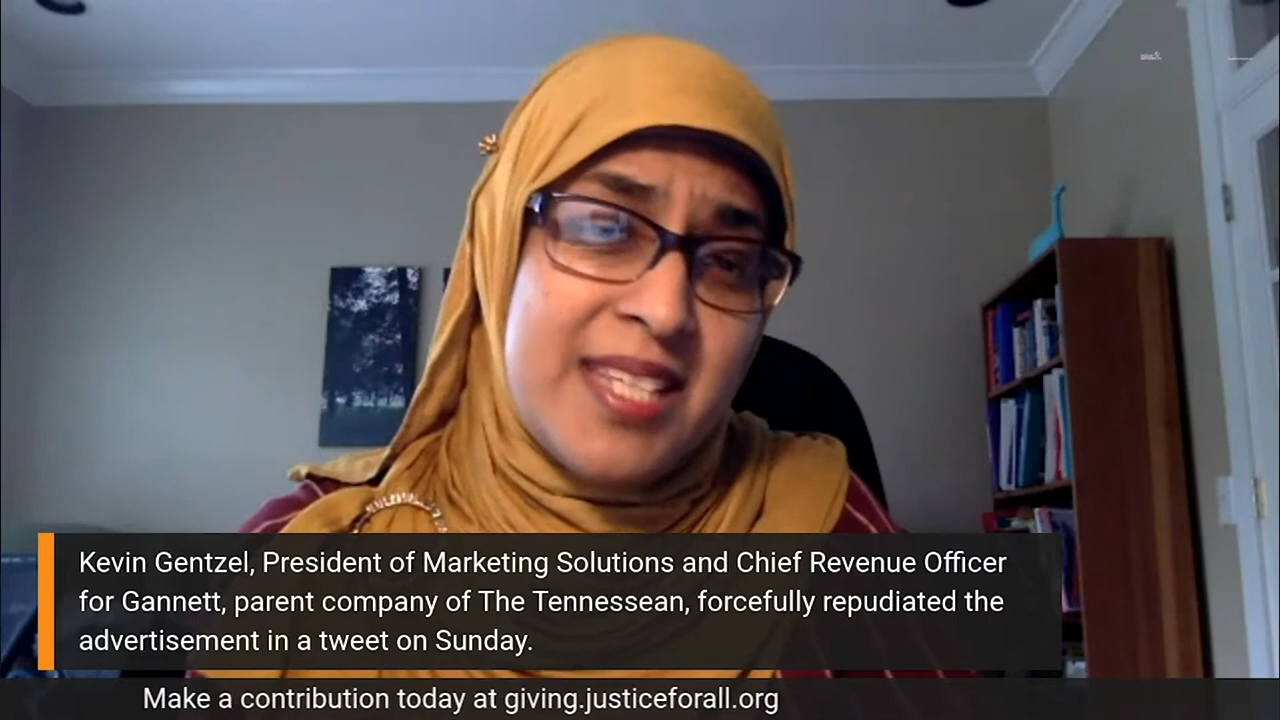 Kevin Gentzel, President of Marketing Solutions and Chief Revenue Officer
for Gannett, parent company of The Tennessean, forcefully repudiated the
advertisement in a tweet on Sunday.
Make a contribution today at giving.justiceforall.org